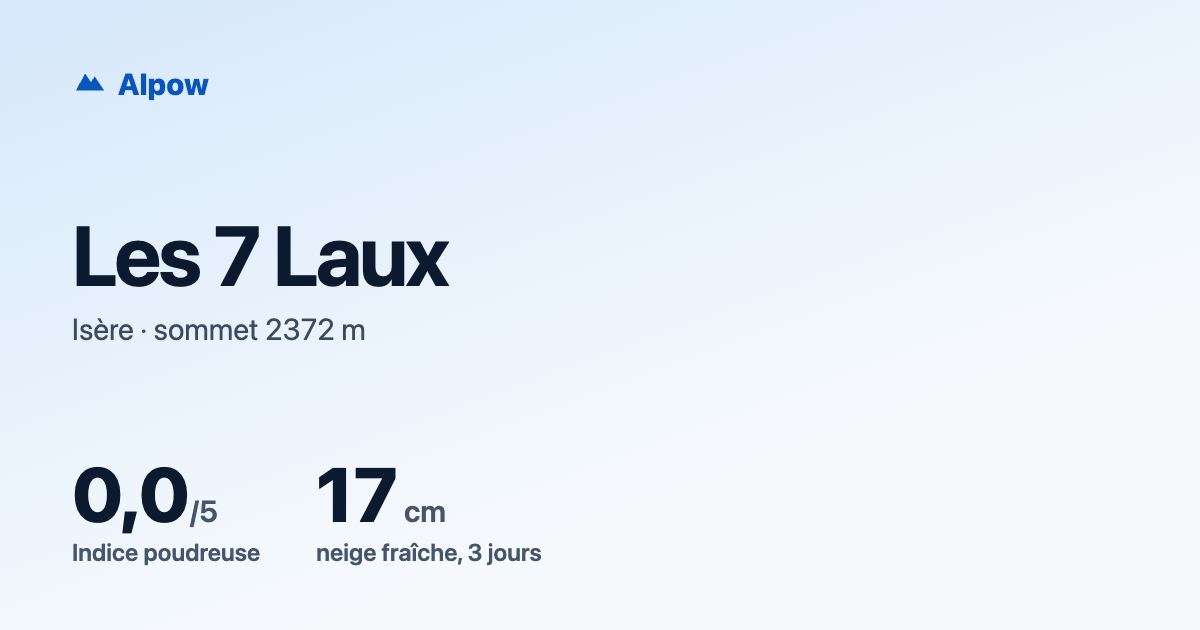 Alpow
Les 7 Laux
Isère · sommet 2372 m
0,0/5
Indice poudreuse
17 cm
neige fraîche, 3 jours